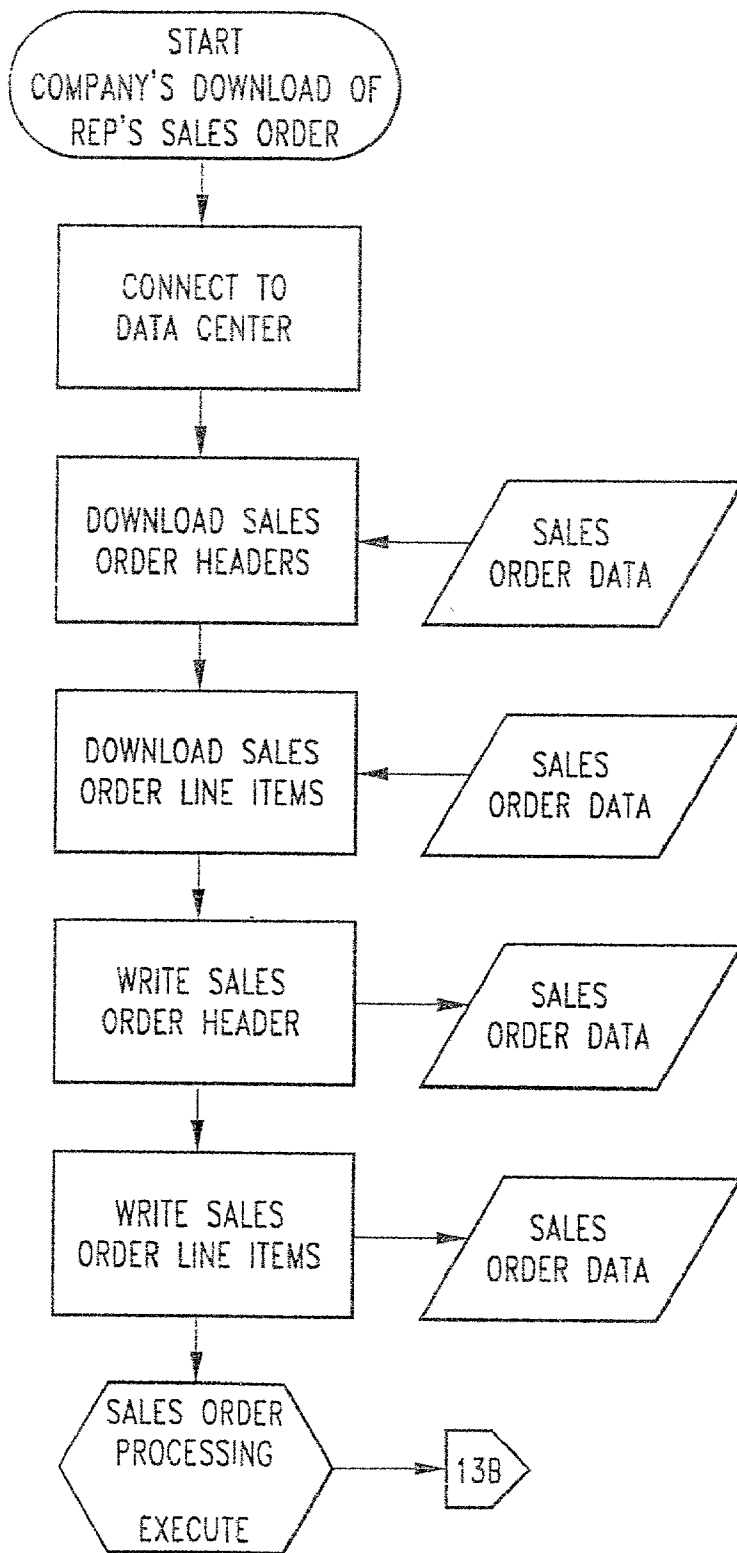 START
COMPANY'S DOWNLOAD OF
REP'S SALES ORDER
CONNECT TO
DATA CENTER
DOWNLOAD SALES
ORDER HEADERS
SALES
ORDER DATA
DOWNLOAD SALES
ORDER LINE ITEMS
SALES
ORDER DATA
WRITE SALES
ORDER HEADER
SALES
ORDER DATA
WRITE SALES
ORDER LINE ITEMS
SALES
ORDER DATA
SALES ORDER
PROCESSING
EXECUTE
13B